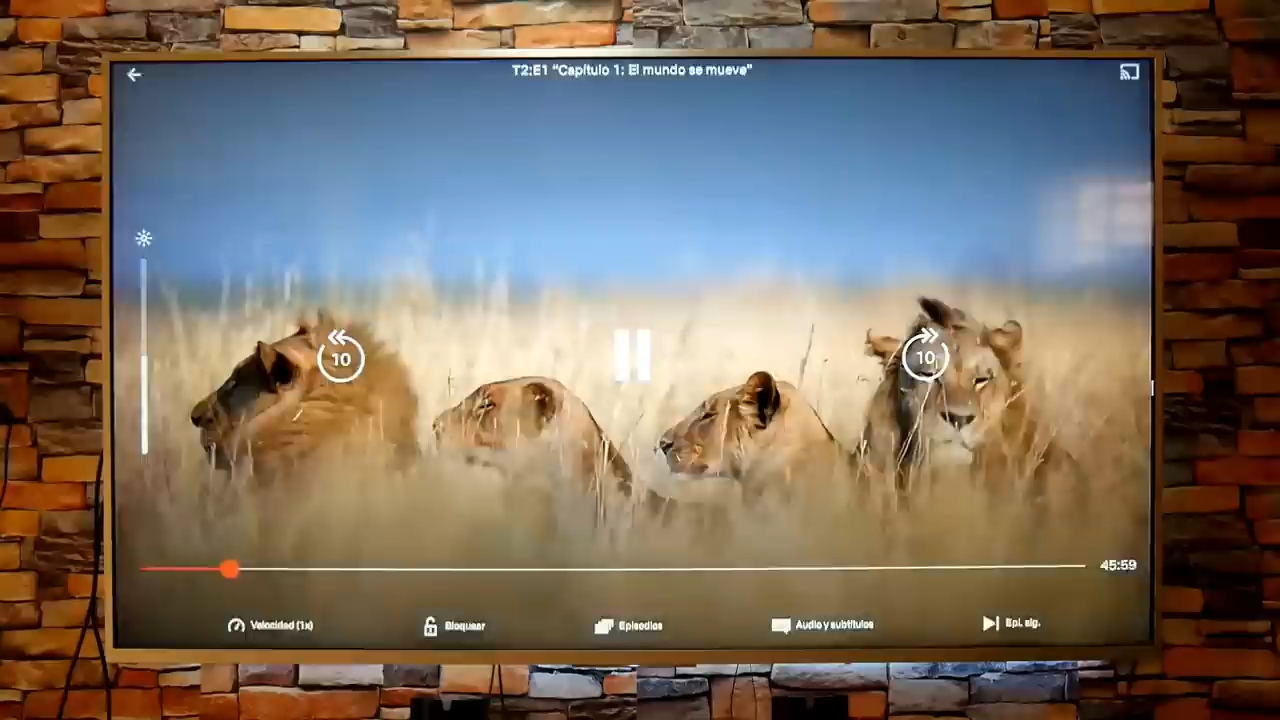 T2:E1 "Capítulo 1: El mundo se mueve"
10
10
45:59
Velocidad (1x)
Bloquear
Episodios
Audio y subtítulos
Epi. sig.